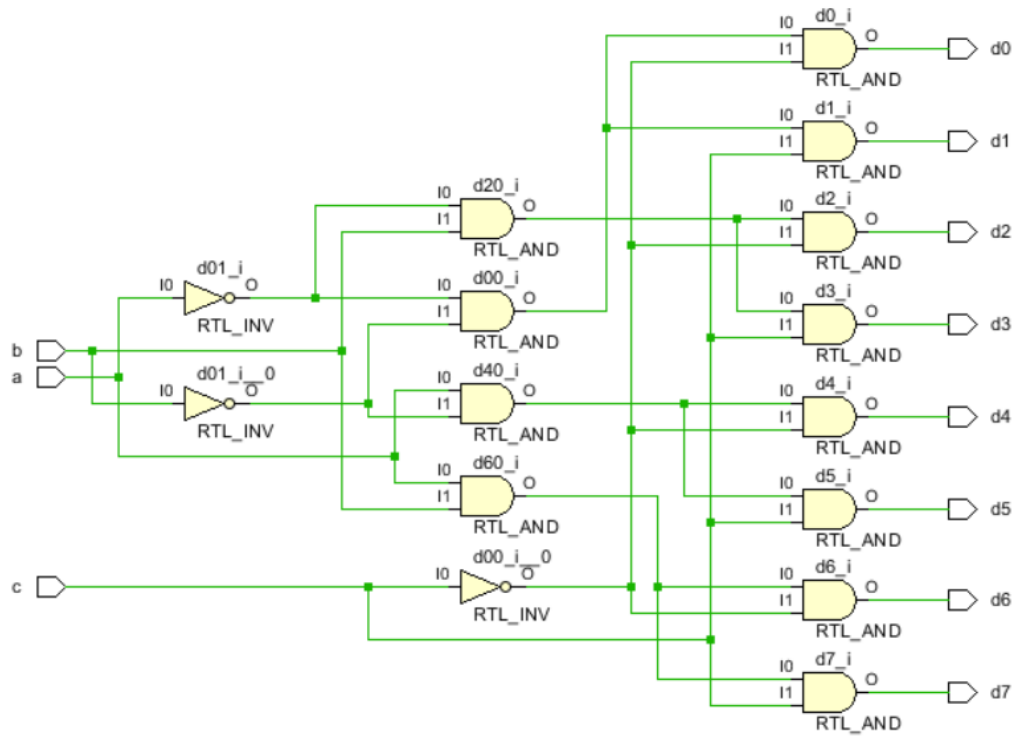 d0_i
I0 O
I1 d0
RTL_AND
d1_i
I0 O
I1 d1
RTL_AND
d20_i
I0 O
I1
RTL_AND
d2_i
I0 O
I1 d2
RTL_AND
d01_i
I0 O
RTL_INV
d00_i
I0 O
I1
RTL_AND
d3_i
I0 O
I1 d3
RTL_AND
b
a
d01_i__0
I0 O
RTL_INV
d40_i
I0 O
I1
RTL_AND
d4_i
I0 O
I1 d4
RTL_AND
d60_i
I0 O
I1
RTL_AND
d5_i
I0 O
I1 d5
RTL_AND
c
d00_i__0
I0 O
RTL_INV
d6_i
I0 O
I1 d6
RTL_AND
d7_i
I0 O
I1 d7
RTL_AND